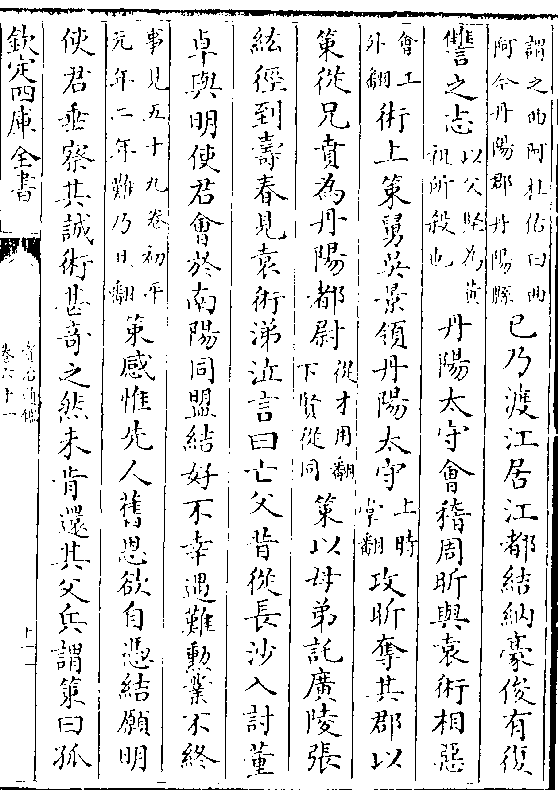 謂之曲阿杜佑曰曲阿今丹陽郡丹陽縣已乃渡江居江都結納豪俊有復
讐之志以父堅為黄祖所殺也丹陽太守會稽周昕與袁術相惡
會工外翻術上策舅吳景領丹陽太守上時掌翻攻昕奪其郡以
策從兄賁為丹陽都尉從才用翻下賢從同策以母弟託廣陵張
紘徑到壽春見袁術涕泣言曰亡父昔從長沙入討董
卓與明使君會於南陽同盟結好不幸遇難勲業不終
事見五十九卷初平元年二年難乃旦翻策感惟先人舊恩欲自憑結願明
使君垂察其誠術甚奇之然未肯還其父兵謂策曰孤
欽定四庫全書
資治通鑑
卷六十一